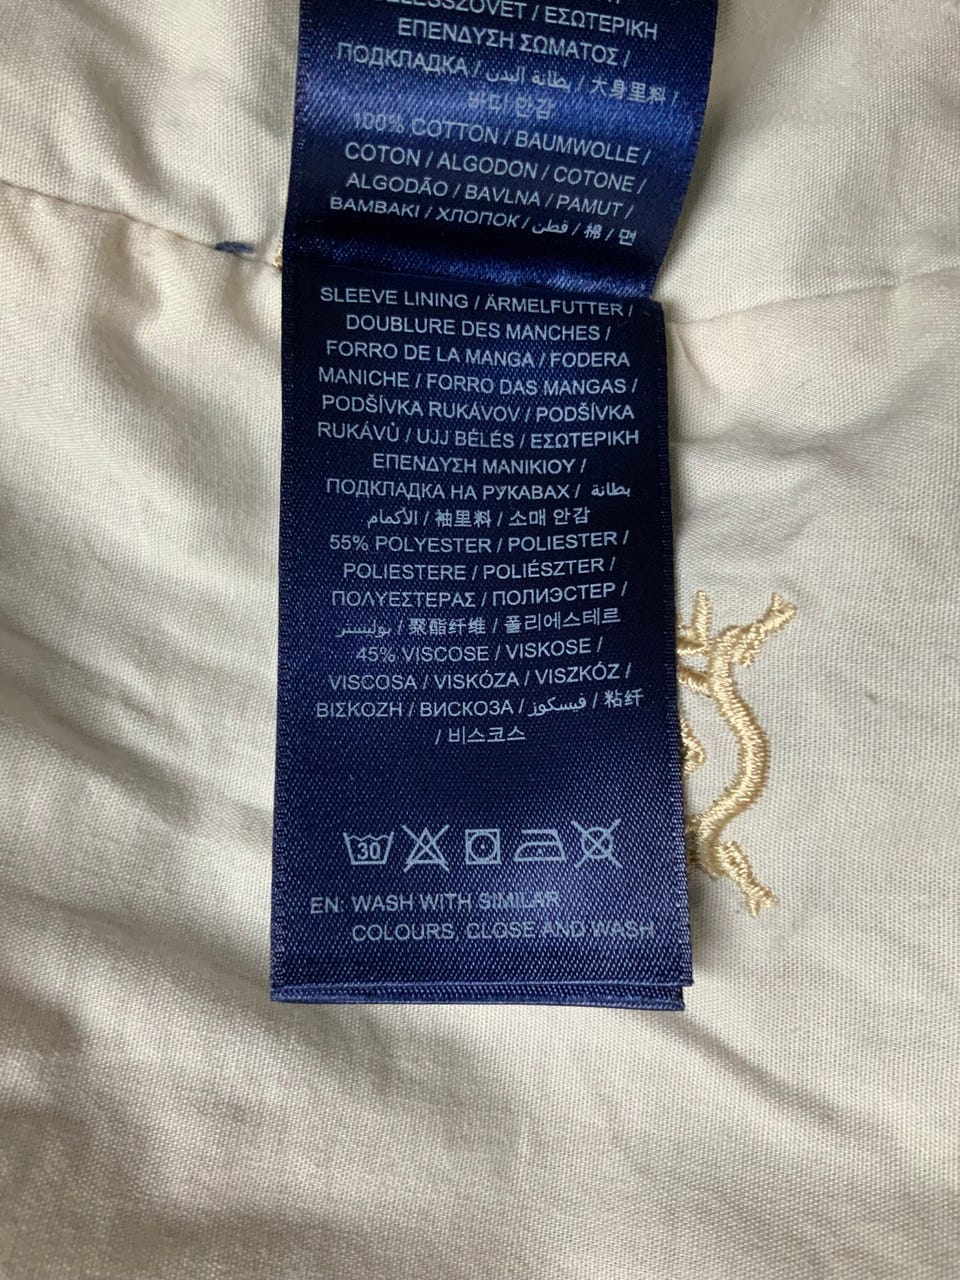 ΕΣΩΤΕΡΙΚΗ
ΕΠΕΝΔΥΣΗ ΣΩΜΑΤΟΣ /
ПОДКЛАДКА / بطانة البدن / 大身里料 /
바디 안감
100% COTTON / BAUMWOLLE /
COTON / ALGODON / COTONE /
ALGODÃO / BAVLNA / PAMUT /
BAMBAKI / ХЛОПОК / قطن / 棉 / 면
SLEEVE LINING / ÄRMELFUTTER /
DOUBLURE DES MANCHES /
FORRO DE LA MANGA / FODERA
MANICHE / FORRO DAS MANGAS /
PODŠÍVKA RUKÁVOV / PODŠÍVKA
RUKÁVŮ / UJJ BÉLÉS / ΕΣΩΤΕΡΙΚΗ
ΕΠΕΝΔΥΣΗ ΜΑΝΙΚΙΟΥ /
ПОДКЛАДКА НА РУКАВАХ / بطانة
الأكمام / 袖里料 / 소매 안감
55% POLYESTER / POLIESTER /
POLIESTERE / POLIÉSZTER /
ΠΟΛΥΕΣΤΕΡΑΣ / ПОЛИЭСТЕР /
بوليستر / 聚酯纤维 / 폴리에스테르
45% VISCOSE / VISKOSE /
VISCOSA / VISKÓZA / VISZKÓZ /
ΒΙΣΚΟΖΗ / ВИСКОЗА / فيسكوز / 粘纤
/ 비스코스
30
EN: WASH WITH SIMILAR
COLOURS, CLOSE AND WASH